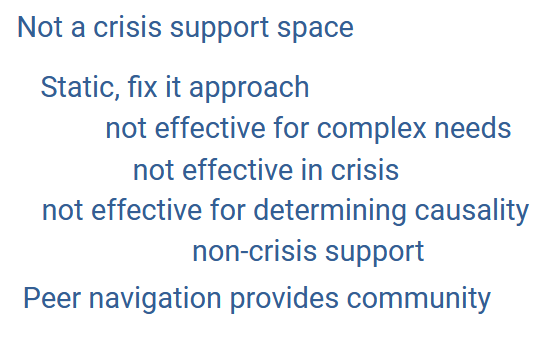 Not a crisis support space
Static, fix it approach
not effective for complex needs
not effective in crisis
not effective for determining causality
non-crisis support
Peer navigation provides community